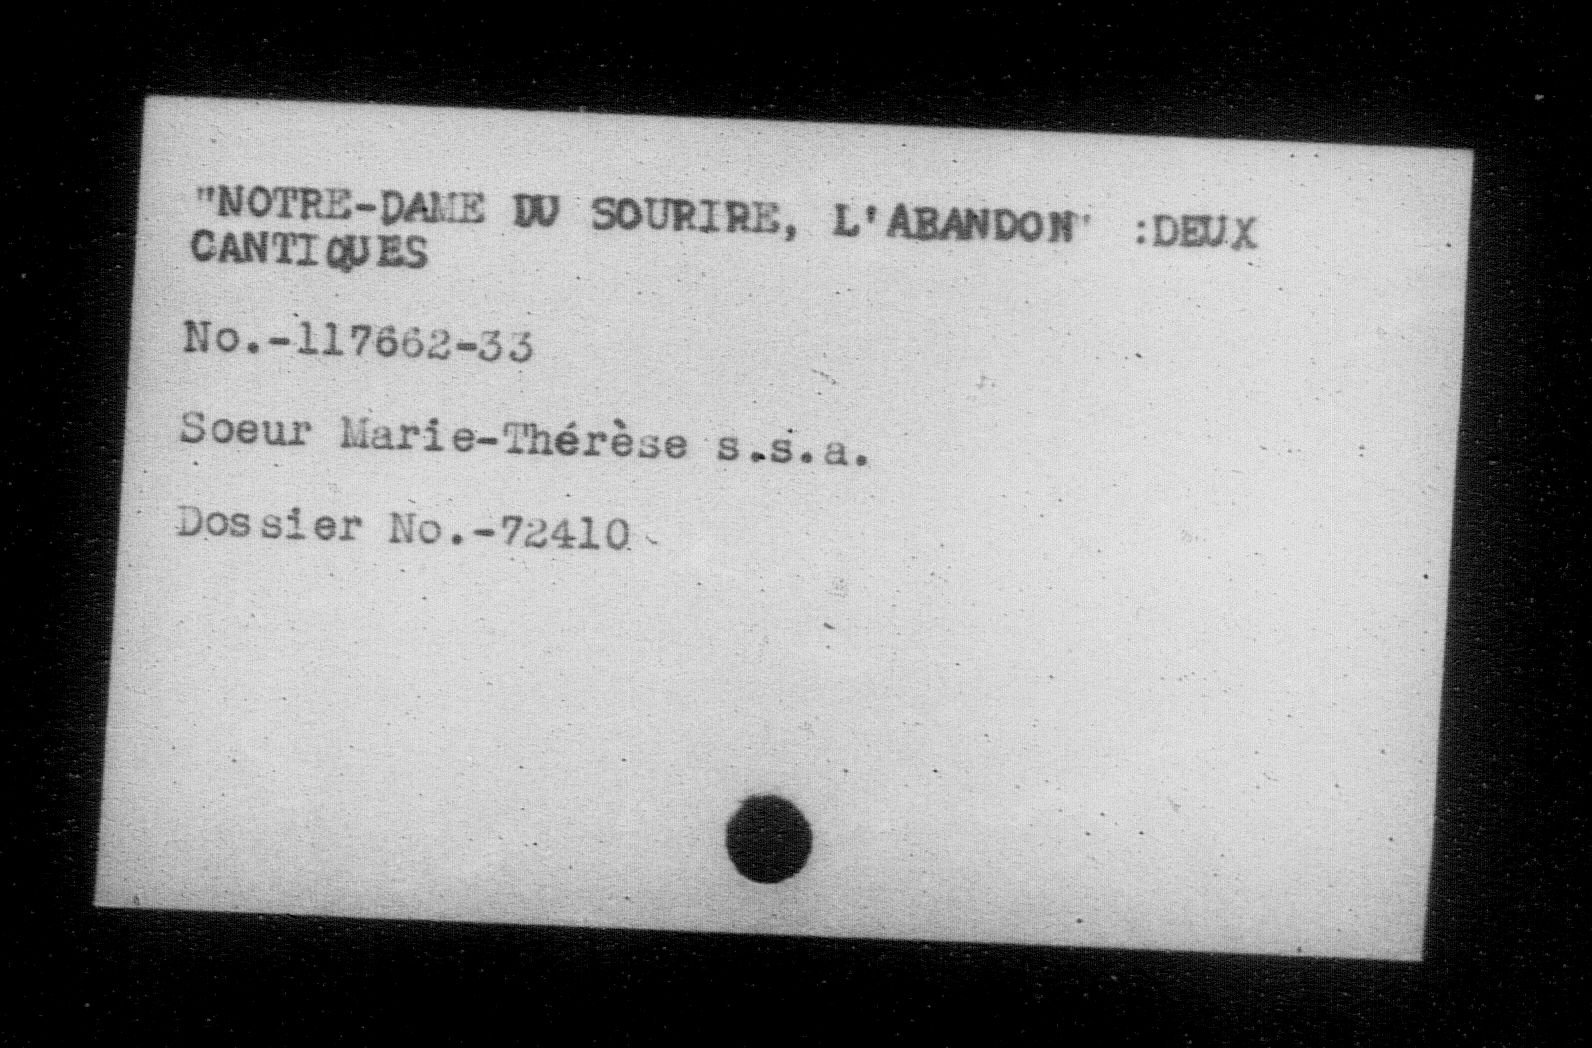 "NOTRE-DAME DU SOURIRE, L'ABANDON" :DEUX
CANTIQUES
No.-117662-33
Soeur Marie-Thérèse s.s.a.
Dossier No.-72410